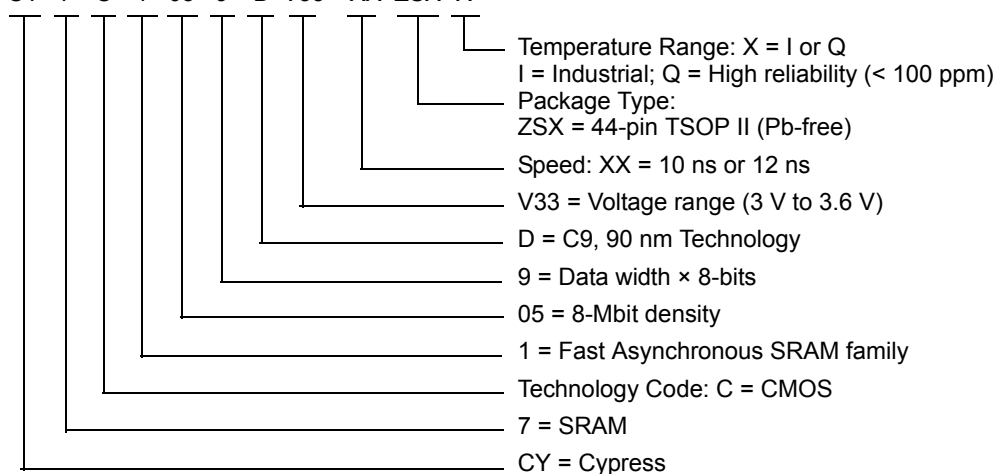 Temperature Range: X = I or Q
I = Industrial; Q = High reliability (< 100 ppm)
Package Type:
ZSX = 44-pin TSOP II (Pb-free)
Speed: XX = 10 ns or 12 ns
V33 = Voltage range (3 V to 3.6 V)
D = C9, 90 nm Technology
9 = Data width × 8-bits
05 = 8-Mbit density
1 = Fast Asynchronous SRAM family
Technology Code: C = CMOS
7 = SRAM
CY = Cypress